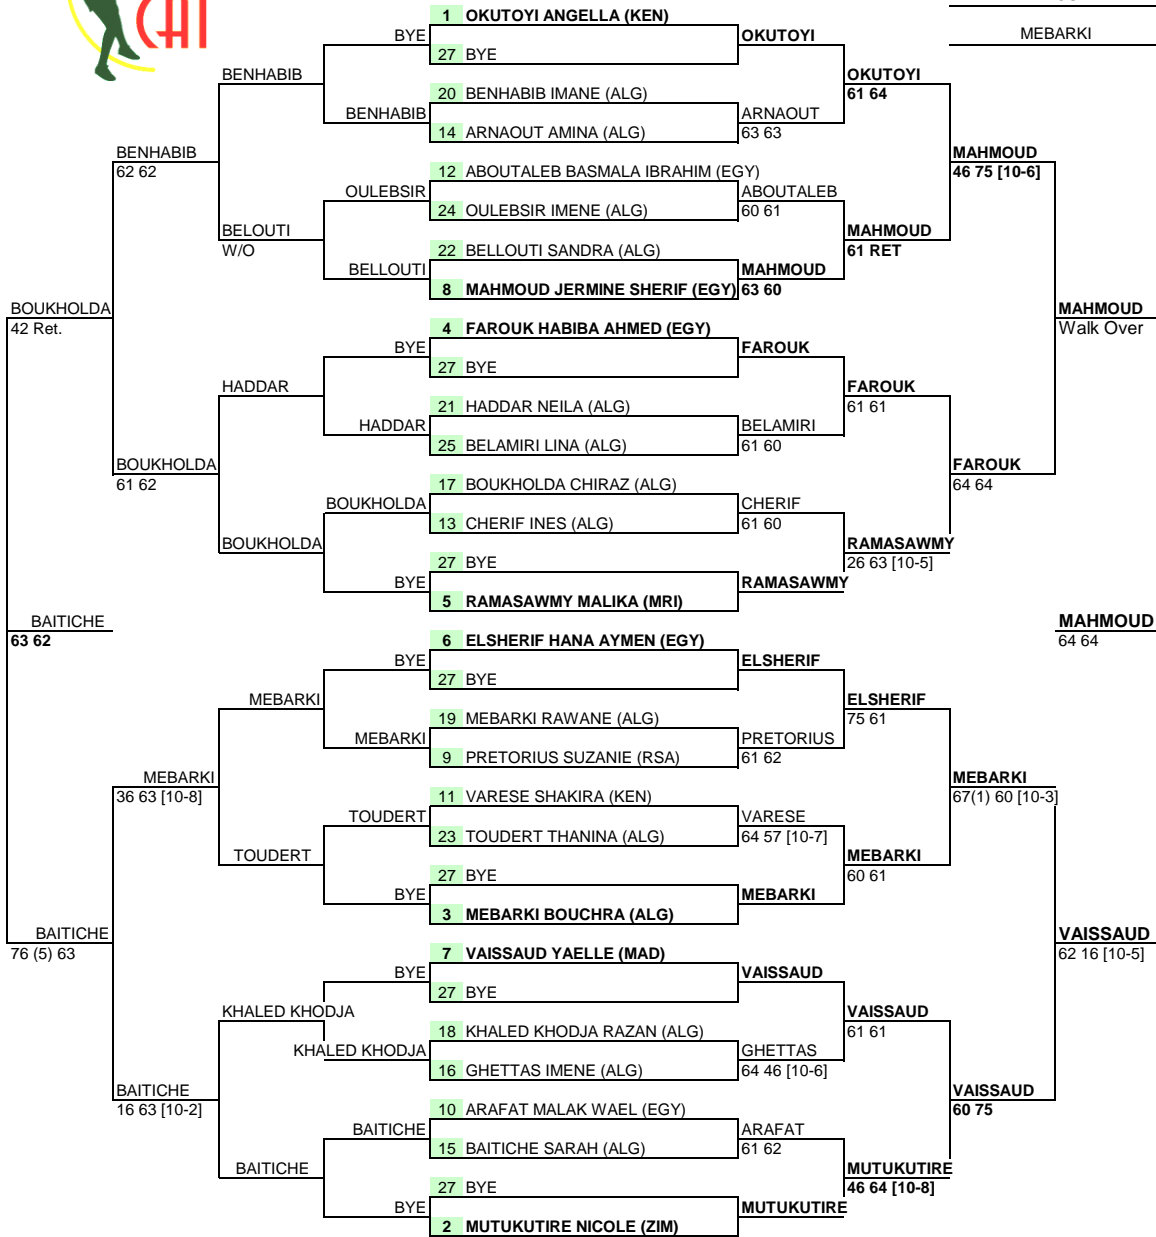 CHI
1 OKUTOYI ANGELLA (KEN)
BYE OKUTOYI MEBARKI
27 BYE
BENHABIB OKUTOYI
20 BENHABIB IMANE (ALG) 61 64
BENHABIB ARNAOUT
14 ARNAOUT AMINA (ALG) 63 63
BENHABIB MAHMOUD
62 62 12 ABOUTALEB BASMALA IBRAHIM (EGY) 46 75 [10-6]
OULEBSIR ABOUTALEB
24 OULEBSIR IMENE (ALG) 60 61
BELOUTI MAHMOUD
W/O 22 BELLOUTI SANDRA (ALG) 61 RET
BELLOUTI MAHMOUD
8 MAHMOUD JERMINE SHERIF (EGY) 63 60
BOUKHOLDA MAHMOUD
42 Ret. 4 FAROUK HABIBA AHMED (EGY) Walk Over
BYE FAROUK
27 BYE
HADDAR FAROUK
21 HADDAR NEILA (ALG) 61 61
HADDAR BELAMIRI
25 BELAMIRI LINA (ALG) 61 60
BOUKHOLDA FAROUK
61 62 17 BOUKHOLDA CHIRAZ (ALG) 64 64
BOUKHOLDA CHERIF
13 CHERIF INES (ALG) 61 60
BOUKHOLDA RAMASAWMY
27 BYE 26 63 [10-5]
BYE RAMASAWMY
5 RAMASAWMY MALIKA (MRI)
BAITICHE MAHMOUD
63 62 6 ELSHERIF HANA AYMEN (EGY) 64 64
BYE ELSHERIF
27 BYE
MEBARKI ELSHERIF
19 MEBARKI RAWANE (ALG) 75 61
MEBARKI PRETORIUS
9 PRETORIUS SUZANIE (RSA) 61 62
MEBARKI MEBARKI
36 63 [10-8] 11 VARESE SHAKIRA (KEN) 67(1) 60 [10-3]
TOUDERT VARESE
23 TOUDERT THANINA (ALG) 64 57 [10-7]
TOUDERT MEBARKI
27 BYE 60 61
BYE MEBARKI
3 MEBARKI BOUCHRA (ALG)
BAITICHE VAISSAUD
76 (5) 63 7 VAISSAUD YAELLE (MAD) 62 16 [10-5]
BYE VAISSAUD
27 BYE
KHALED KHODJA VAISSAUD
18 KHALED KHODJA RAZAN (ALG) 61 61
KHALED KHODJA GHETTAS
16 GHETTAS IMENE (ALG) 64 46 [10-6]
BAITICHE VAISSAUD
16 63 [10-2] 10 ARAFAT MALAK WAEL (EGY) 60 75
BAITICHE ARAFAT
15 BAITICHE SARAH (ALG) 61 62
BAITICHE MUTUKUTIRE
27 BYE 46 64 [10-8]
BYE MUTUKUTIRE
2 MUTUKUTIRE NICOLE (ZIM)